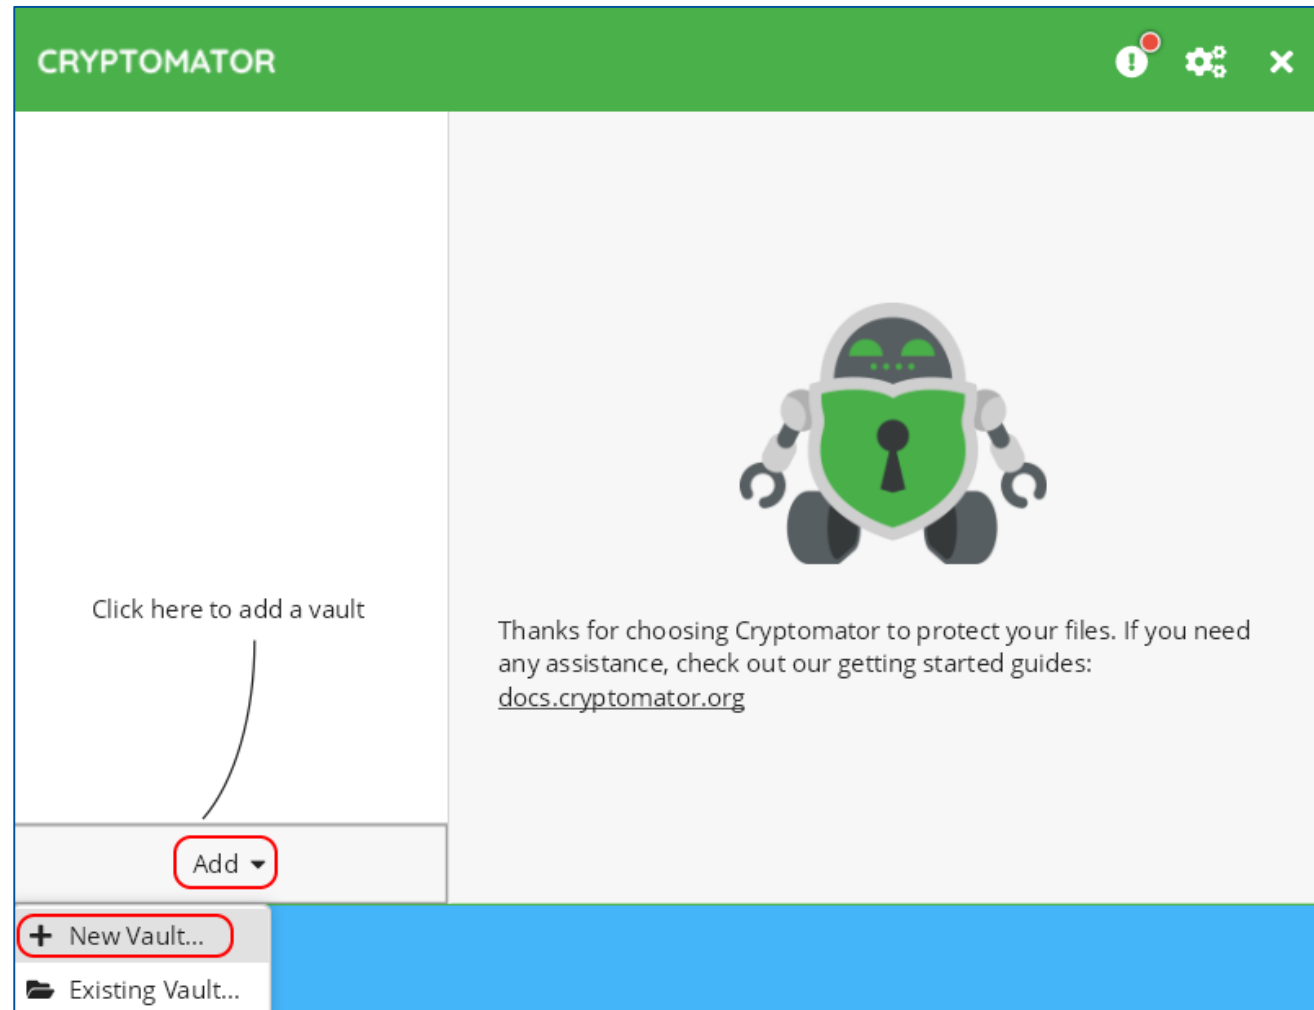 CRYPTOMATOR
Click here to add a vault
Thanks for choosing Cryptomator to protect your files. If you need
any assistance, check out our getting started guides:
docs.cryptomator.org
Add
New Vault...
Existing Vault...